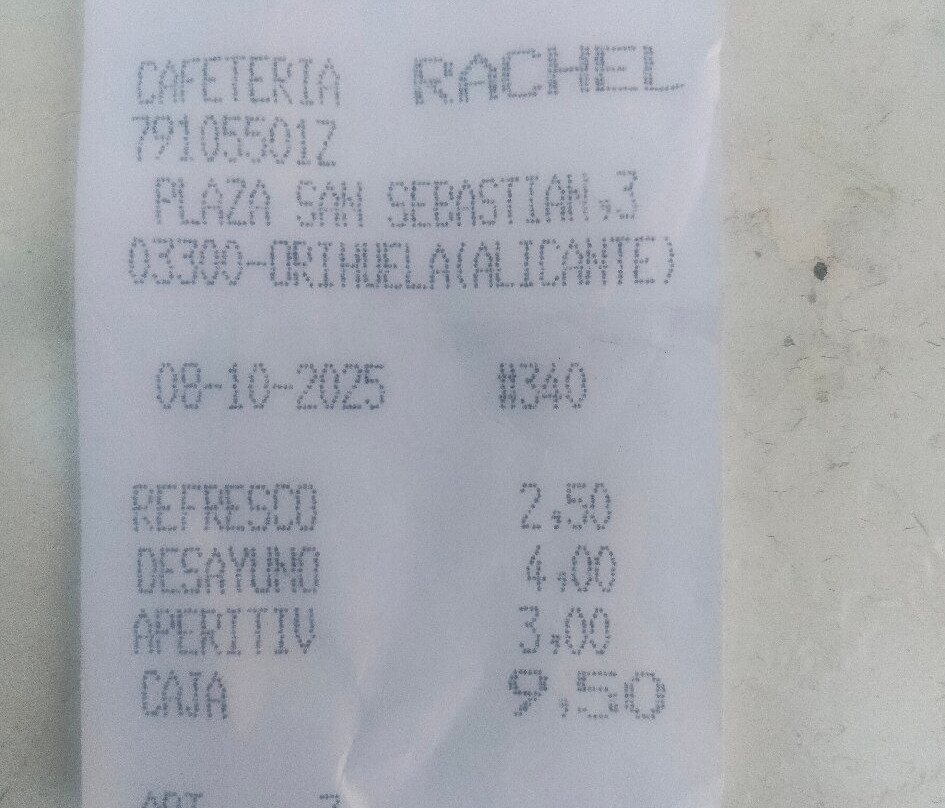 CAFETERIA RACHEL
79105501Z
PLAZA SAN SEBASTIAN,3
03300-ORIHUELA(ALICANTE)
08-10-2025 #340
REFRESCO 2,50
DESAYUNO 4,00
APERITIV 3,00
CAJA 9,50